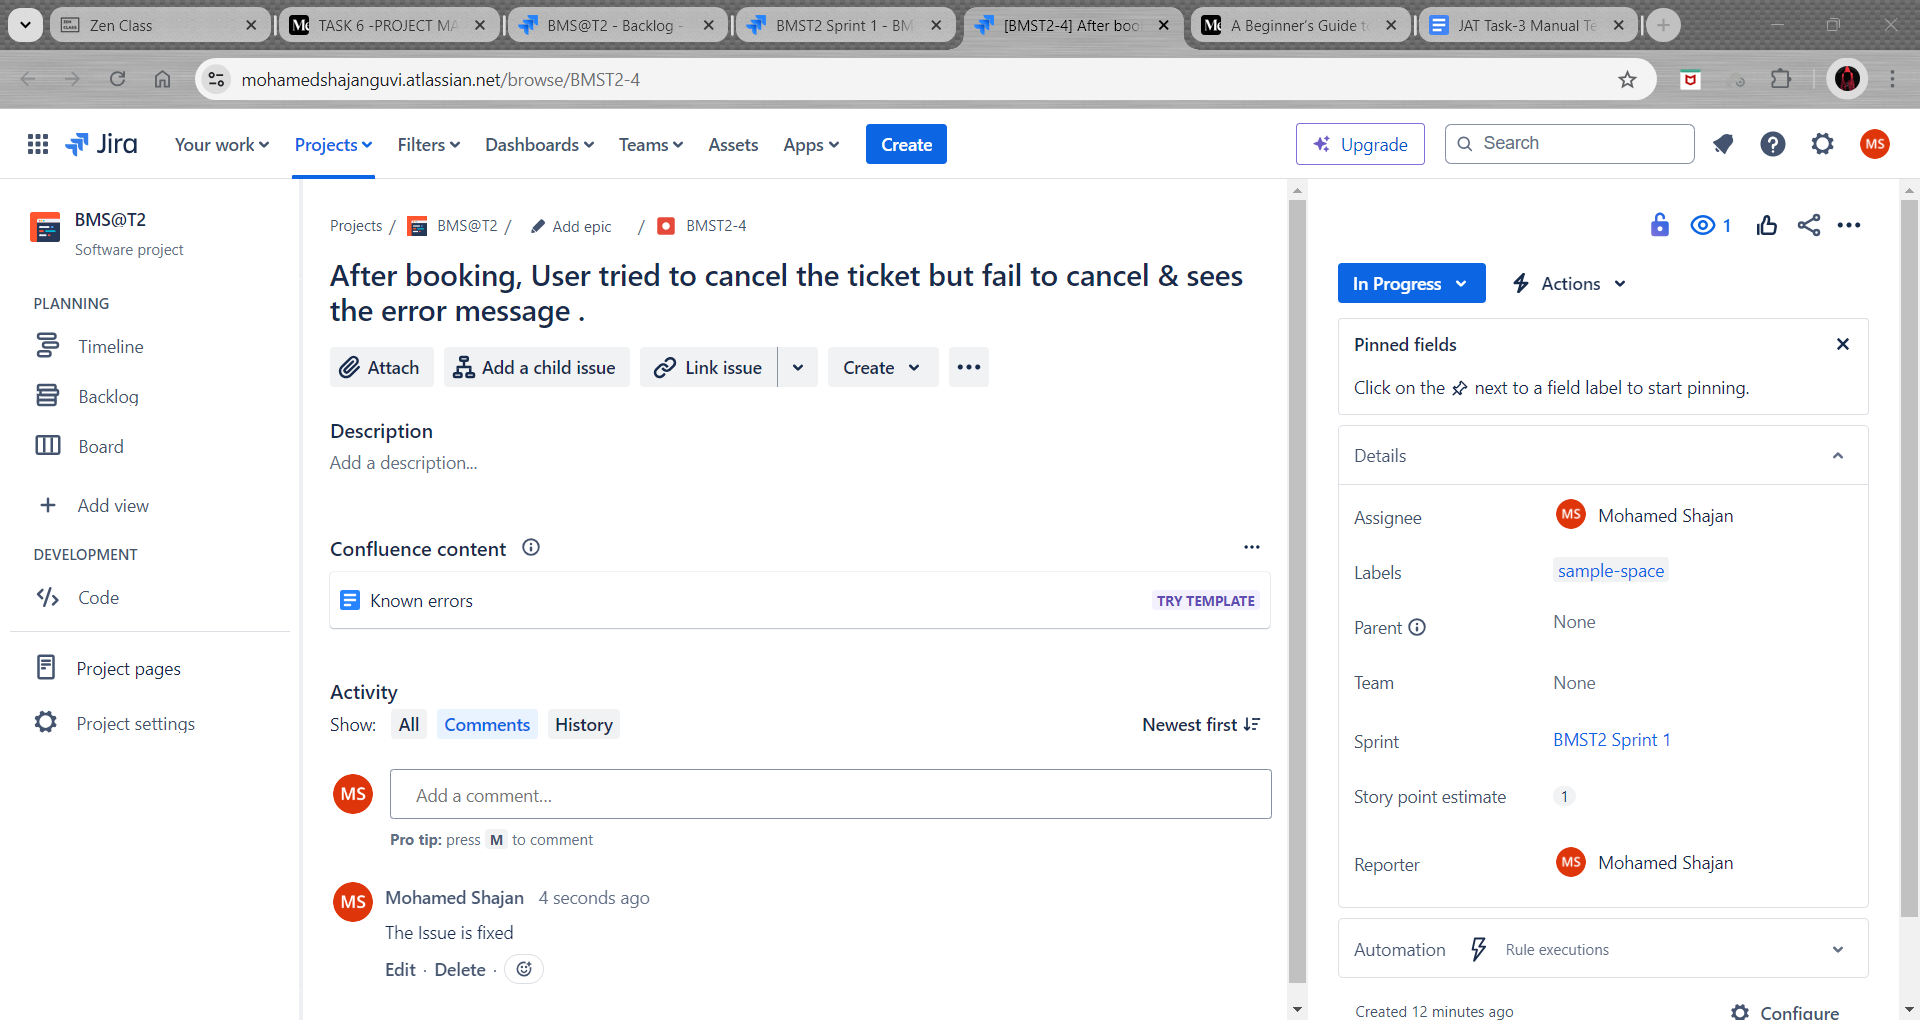 Zen Class
TASK 6 -PROJECT MA
BMS@T2 - Backlog -
BMST2 Sprint 1 - BM
[BMST2-4] After boo
A Beginner's Guide to
JAT Task-3 Manual Te
mohamedshajanguvi.atlassian.net/browse/BMST2-4
Jira
Your work
Projects
Filters
Dashboards
Teams
Assets
Apps
Create
Upgrade
Search
MS
BMS@T2
Software project
PLANNING
Timeline
Backlog
Board
Add view
DEVELOPMENT
Code
Project pages
Project settings
Projects / BMS@T2 / Add epic / BMST2-4
After booking, User tried to cancel the ticket but fail to cancel & sees
the error message .
Attach
Add a child issue
Link issue
Create
Description
Add a description...
Confluence content
Known errors
TRY TEMPLATE
Activity
Show: All Comments History
Newest first
MS
Add a comment...
Pro tip: press M to comment
MS
Mohamed Shajan 4 seconds ago
The Issue is fixed
Edit · Delete ·
1
In Progress
Actions
Pinned fields
Click on the next to a field label to start pinning.
Details
Assignee MS Mohamed Shajan
Labels sample-space
Parent None
Team None
Sprint BMST2 Sprint 1
Story point estimate 1
Reporter MS Mohamed Shajan
Automation Rule executions
Created 12 minutes ago
Configure